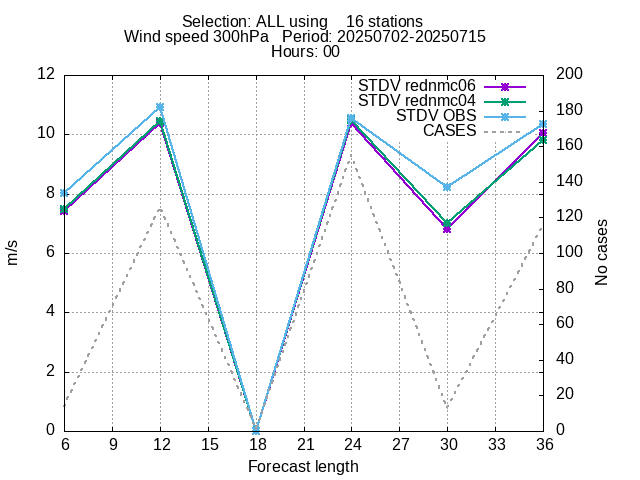 Selection: ALL using    16 stations
Wind speed 300hPa   Period: 20250702-20250715
Hours: 00
STDV rednmc06
STDV rednmc04
STDV OBS
CASES
m/s
No cases
12
10
8
6
4
2
0
200
180
160
140
120
100
80
60
40
20
0
6 9 12 15 18 21 24 27 30 33 36
Forecast length